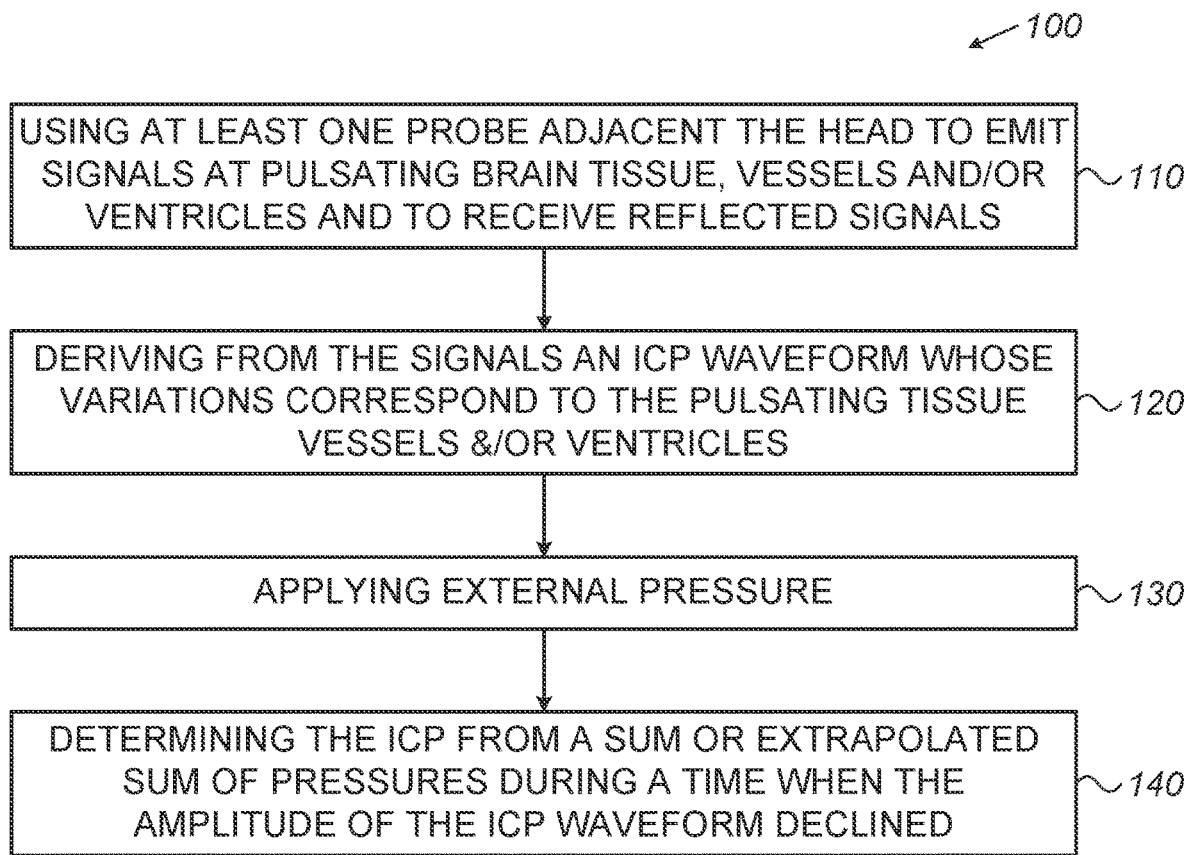 100
USING AT LEAST ONE PROBE ADJACENT THE HEAD TO EMIT
SIGNALS AT PULSATING BRAIN TISSUE, VESSELS AND/OR
VENTRICLES AND TO RECEIVE REFLECTED SIGNALS
110
DERIVING FROM THE SIGNALS AN ICP WAVEFORM WHOSE
VARIATIONS CORRESPOND TO THE PULSATING TISSUE
VESSELS &/OR VENTRICLES
120
APPLYING EXTERNAL PRESSURE
130
DETERMINING THE ICP FROM A SUM OR EXTRAPOLATED
SUM OF PRESSURES DURING A TIME WHEN THE
AMPLITUDE OF THE ICP WAVEFORM DECLINED
140